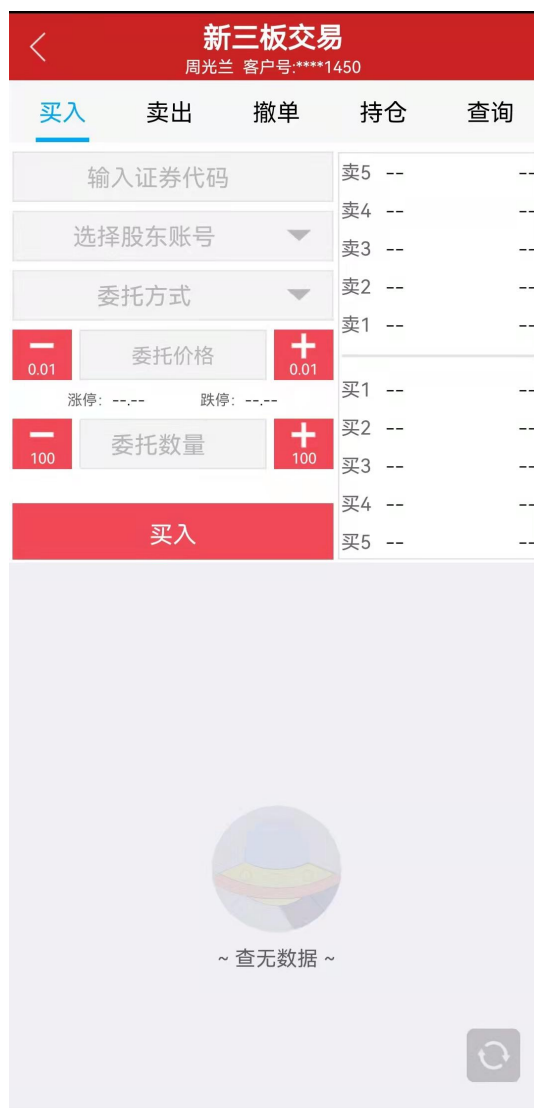 新三板交易
周光兰 客户号:****1450
买入 卖出 撤单 持仓 查询
输入证券代码
选择股东账号
委托方式
0.01 委托价格 0.01
涨停: --.-- 跌停: --.--
100 委托数量 100
买入
卖5 -- --
卖4 -- --
卖3 -- --
卖2 -- --
卖1 -- --
买1 -- --
买2 -- --
买3 -- --
买4 -- --
买5 -- --
~ 查无数据 ~